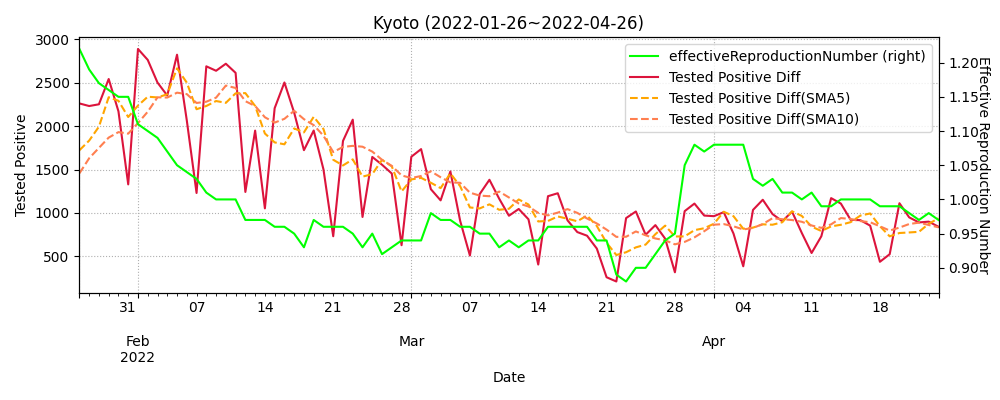 Kyoto (2022-01-26~2022-04-26)
effectiveReproductionNumber (right)
Tested Positive Diff
Tested Positive Diff(SMA5)
Tested Positive Diff(SMA10)
Tested Positive
3000
2500
2000
1500
1000
500
1.20
1.15
1.10
1.05
1.00
0.95
0.90
Effective Reproduction Number
31 07 14 21 28 07 14 21 28 04 11 18
Feb Mar Apr
2022
Date